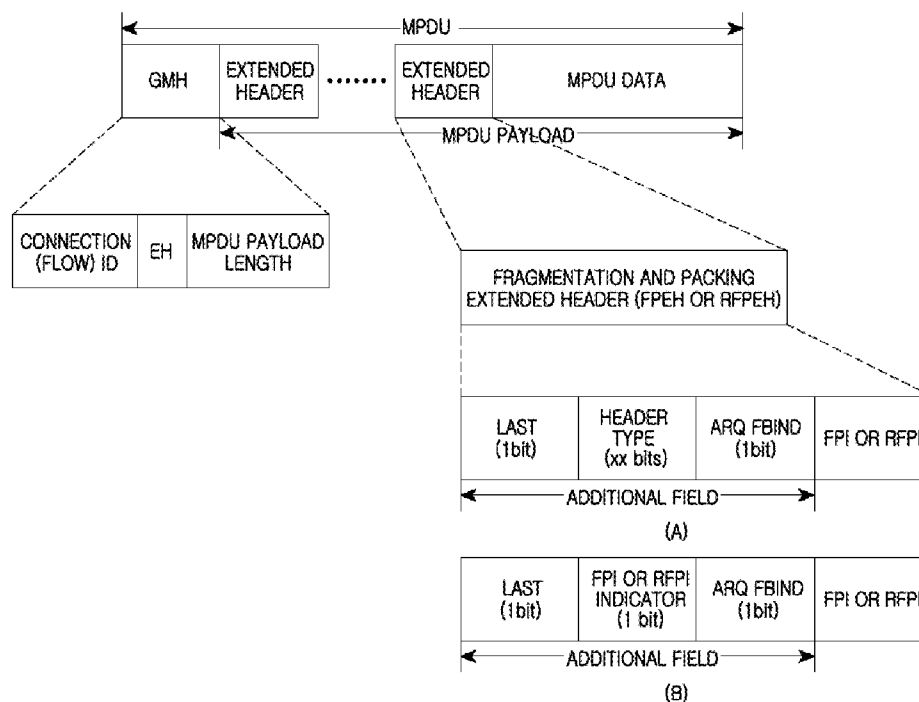 MPDU
GMH
EXTENDED
HEADER
EXTENDED
HEADER
MPDU DATA
MPDU PAYLOAD
CONNECTION
(FLOW) ID
EH
MPDU PAYLOAD
LENGTH
FRAGMENTATION AND PACKING
EXTENDED HEADER (FPEH OR RFPEH)
LAST
(1bit)
HEADER
TYPE
(xx bits)
ARQ FBIND
(1bit)
FPI OR RFPI
ADDITIONAL FIELD
(A)
LAST
(1bit)
FPI OR RFPI
INDICATOR
(1 bit)
ARQ FBIND
(1bit)
FPI OR RFPI
ADDITIONAL FIELD
(B)